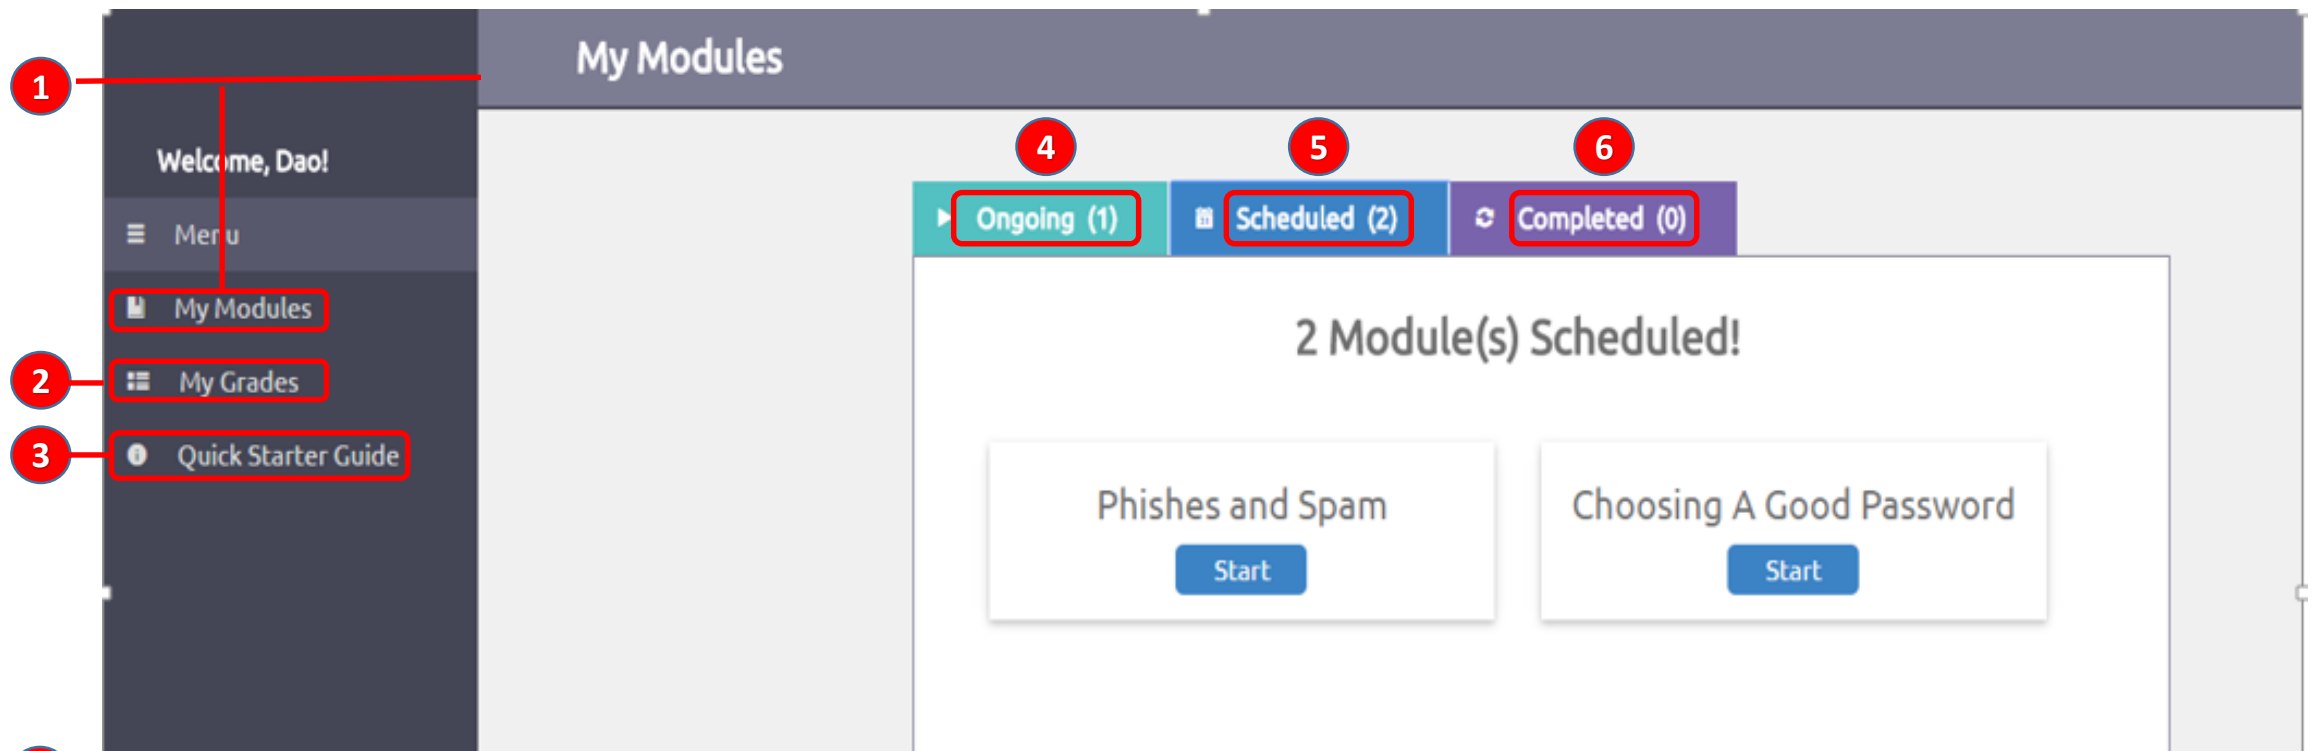 My Modules
1
4
5
6
Welcome, Dao!
Ongoing (1)
Scheduled (2)
Completed (0)
Menu
My Modules
2 Module(s) Scheduled!
2
My Grades
3
Quick Starter Guide
Phishes and Spam
Choosing A Good Password
Start
Start